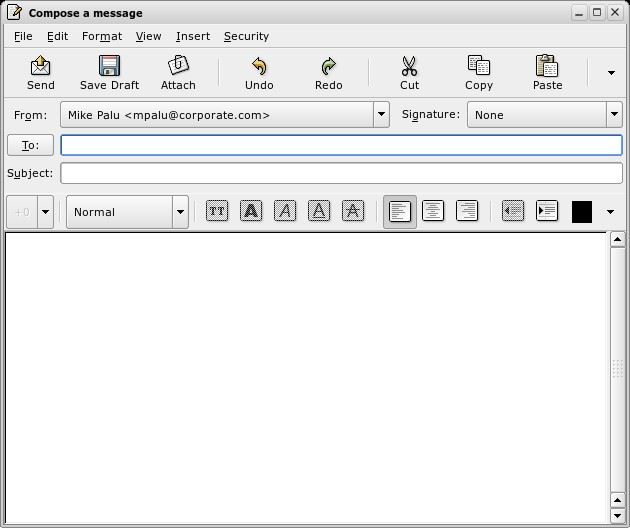 Compose a message
File Edit Format View Insert Security
Send Save Draft Attach Undo Redo Cut Copy Paste
From: Mike Palu <mpalu@corporate.com> Signature: None
To:
Subject:
+0 Normal TT A A A A